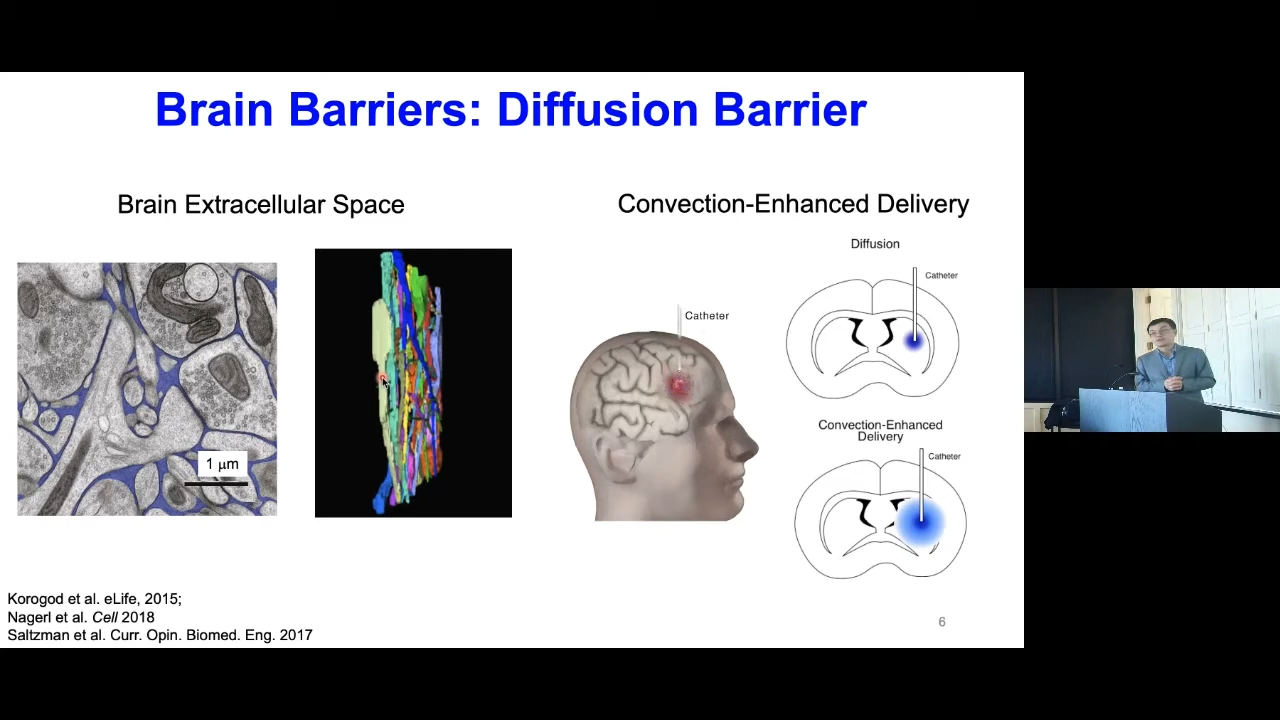 Brain Barriers: Diffusion Barrier
Brain Extracellular Space
Convection-Enhanced Delivery
Diffusion
Catheter
Catheter
Convection-Enhanced
Delivery
Catheter
1 μm
Korogod et al. eLife, 2015;
Nagerl et al. Cell 2018
Saltzman et al. Curr. Opin. Biomed. Eng. 2017
6